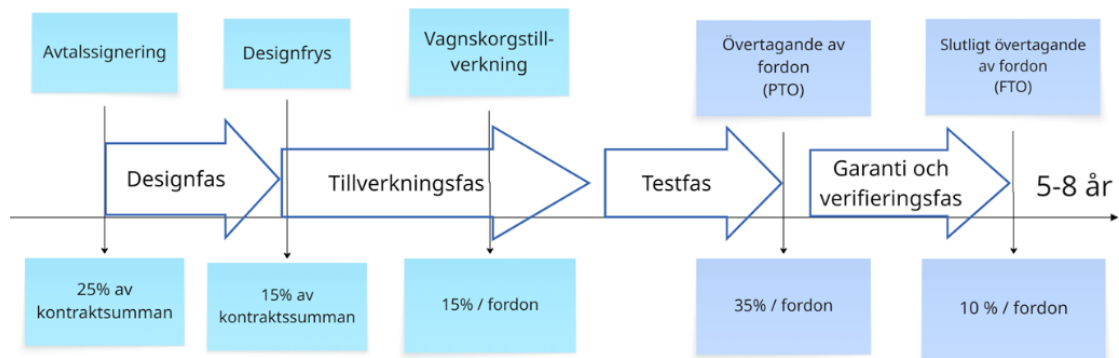 Avtalssignering
Designfrys
Vagnskorgstill-
verkning
Övertagande av
fordon
(PTO)
Slutligt övertagande
av fordon
(FTO)
Designfas
Tillverkningsfas
Testfas
Garanti och
verifieringsfas
5-8 år
25% av
kontraktsumman
15% av
kontraktssumman
15% / fordon
35% / fordon
10 % / fordon